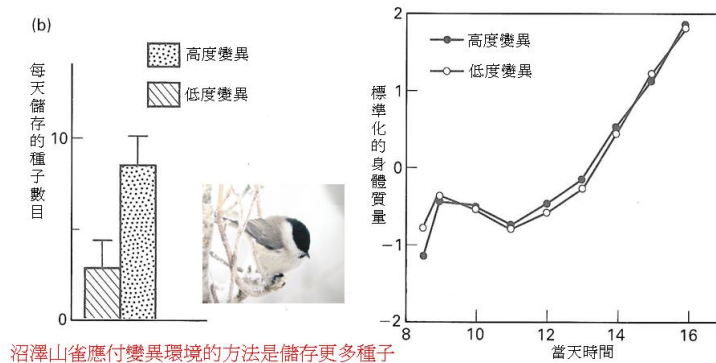 (b)
高度變異
低度變異
每天儲存的種子數目
10
0
高度變異
低度變異
標準化的身體質量
2
1
0
−1
−2
8
10
12
14
16
當天時間
沼澤山雀應付變異環境的方法是儲存更多種子